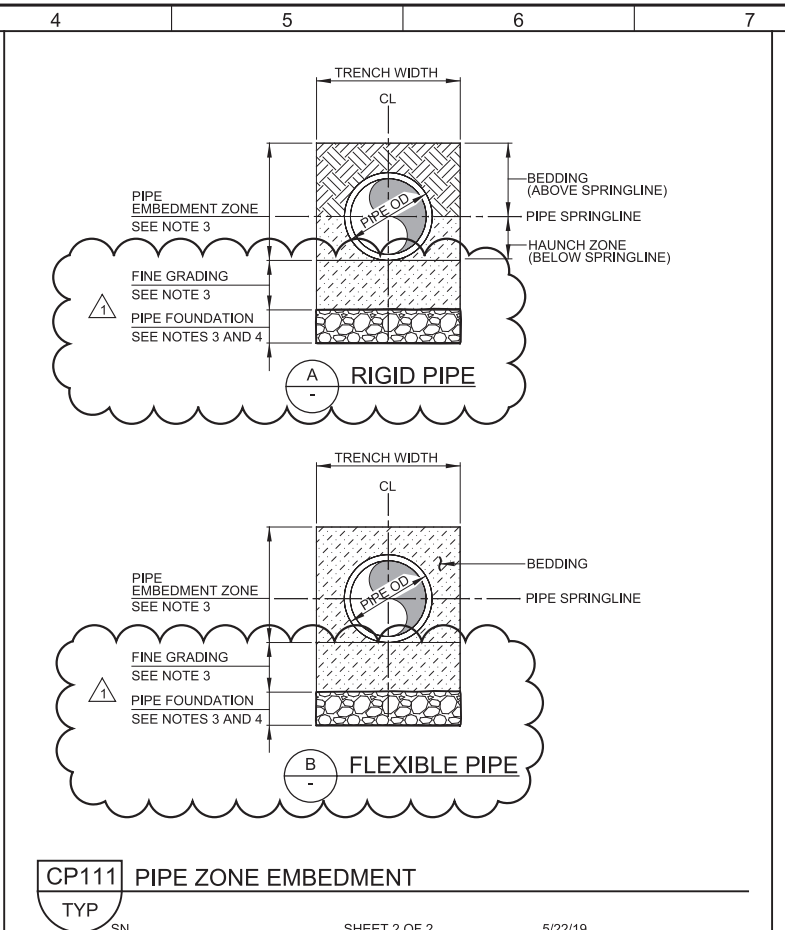 4 5 6 7
TRENCH WIDTH
CL
PIPE
EMBEDMENT ZONE
SEE NOTE 3
PIPE OD
BEDDING
(ABOVE SPRINGLINE)
PIPE SPRINGLINE
HAUNCH ZONE
(BELOW SPRINGLINE)
FINE GRADING
SEE NOTE 3
1
PIPE FOUNDATION
SEE NOTES 3 AND 4
A
-
RIGID PIPE
TRENCH WIDTH
CL
PIPE
EMBEDMENT ZONE
SEE NOTE 3
PIPE OD
BEDDING
PIPE SPRINGLINE
FINE GRADING
SEE NOTE 3
1
PIPE FOUNDATION
SEE NOTES 3 AND 4
B
-
FLEXIBLE PIPE
CP111 PIPE ZONE EMBEDMENT
TYP
SN SHEET 2 OF 2 5/22/19